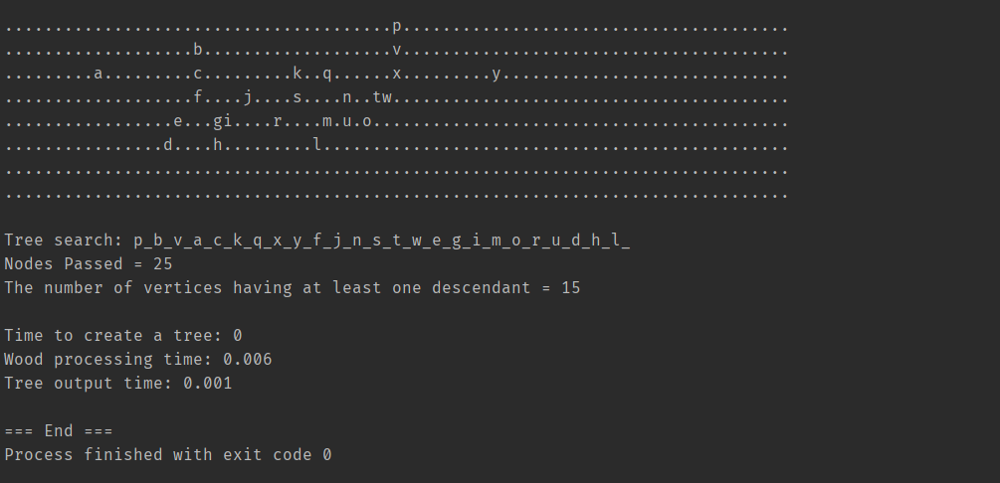 .......................................p.......................................
...................b...................v.......................................
.........a.........c.........k..q......x.........y.............................
...................f....j....s....n..tw........................................
.................e...gi....r....m.u.o..........................................
................d....h.........l...............................................
...............................................................................
...............................................................................
Tree search: p_b_v_a_c_k_q_x_y_f_j_n_s_t_w_e_g_i_m_o_r_u_d_h_l_
Nodes Passed = 25
The number of vertices having at least one descendant = 15
Time to create a tree: 0
Wood processing time: 0.006
Tree output time: 0.001
=== End ===
Process finished with exit code 0